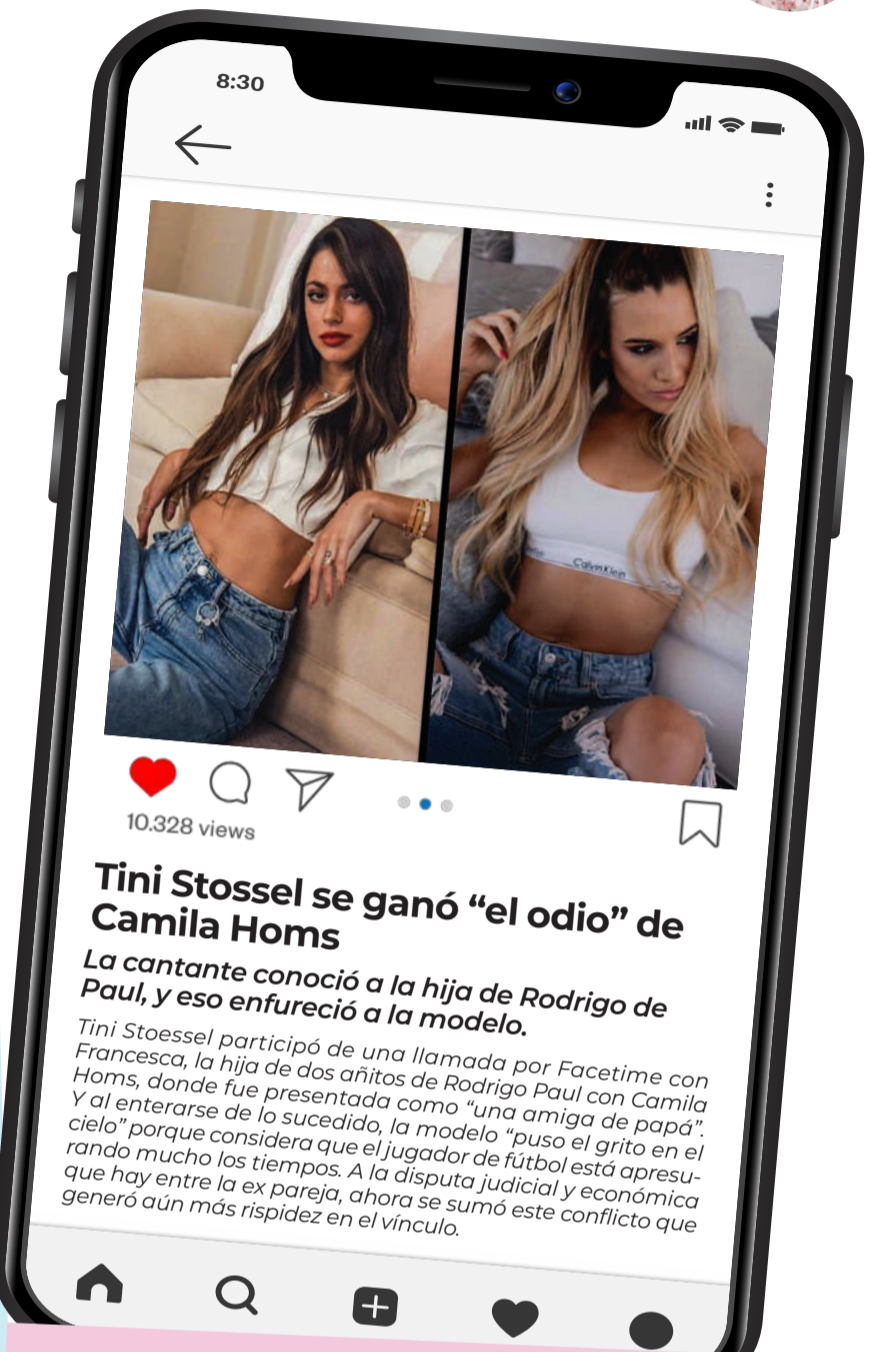 8:30
CalvinKlein
10.328 views
Tini Stossel se ganó “el odio” de
Camila Homs
La cantante conoció a la hija de Rodrigo de
Paul, y eso enfureció a la modelo.
Tini Stoessel participó de una llamada por Facetime con
Francesca, la hija de dos añitos de Rodrigo Paul con Camila
Homs, donde fue presentada como “una amiga de papá”.
Y al enterarse de lo sucedido, la modelo “puso el grito en el
cielo” porque considera que el jugador de fútbol está apresu-
rando mucho los tiempos. A la disputa judicial y económica
que hay entre la ex pareja, ahora se sumó este conflicto que
generó aún más rispidez en el vínculo.